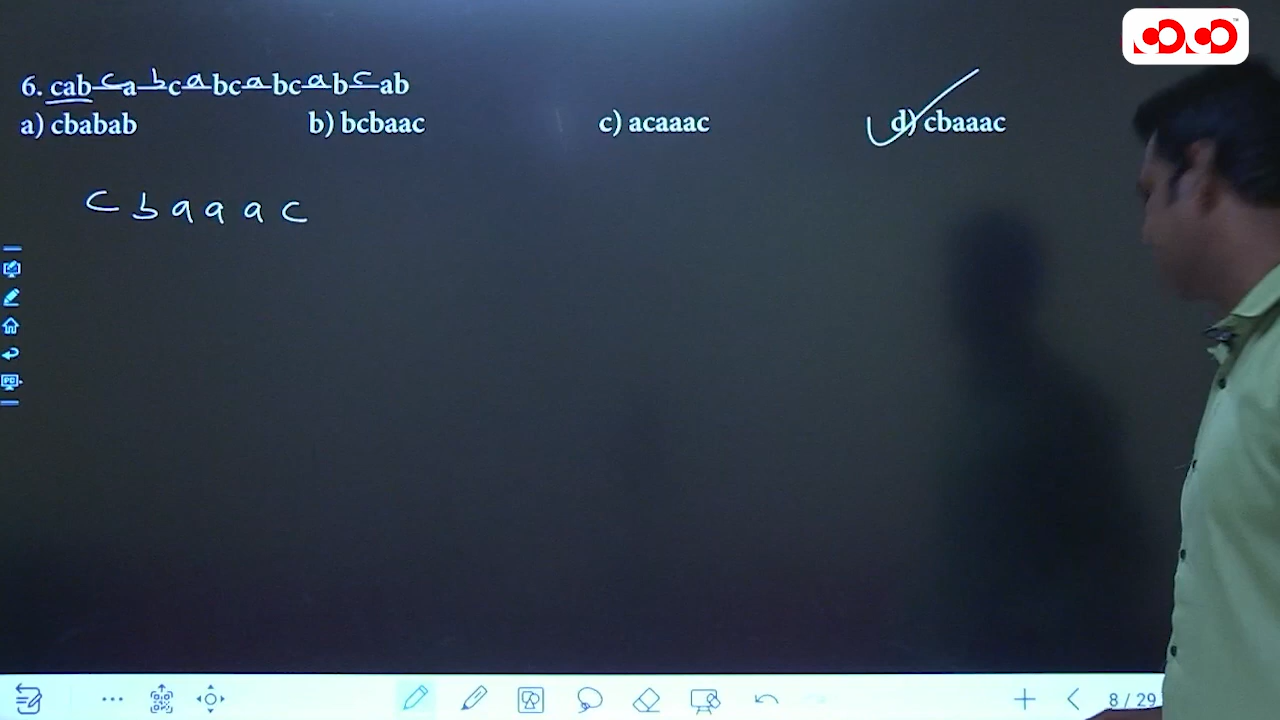 6. cab c a b c a bc a bc a b c ab
a) cbabab b) bcbaac c) acaaac d) cbaaac
c b a a a c
8 / 29